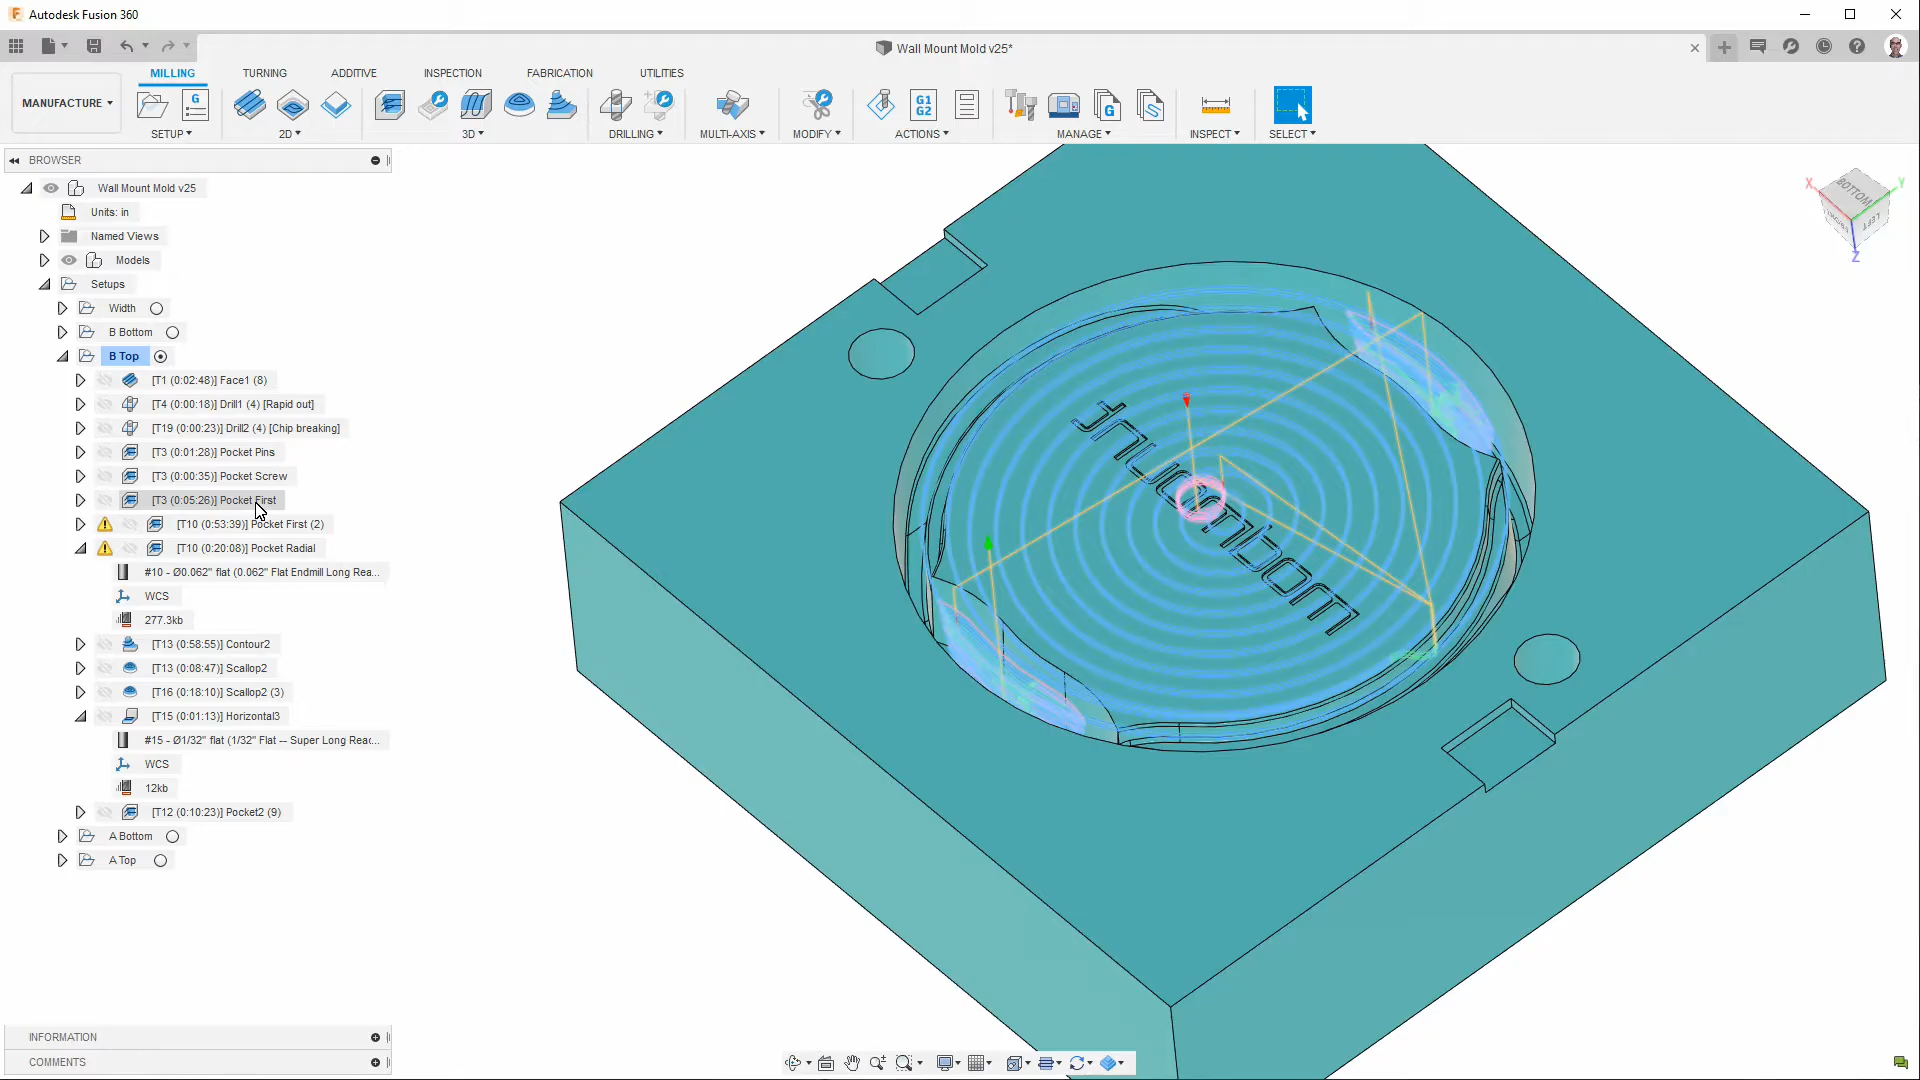 Autodesk Fusion 360
Wall Mount Mold v25*
MANUFACTURE
MILLING
TURNING
ADDITIVE
INSPECTION
FABRICATION
UTILITIES
SETUP
2D
3D
DRILLING
MULTI-AXIS
MODIFY
ACTIONS
MANAGE
INSPECT
SELECT
G
G1
G2
G
BROWSER
Wall Mount Mold v25
Units: in
Named Views
Models
Setups
Width
B Bottom
B Top
[T1 (0:02:48)] Face1 (8)
[T4 (0:00:18)] Drill1 (4) [Rapid out]
[T19 (0:00:23)] Drill2 (4) [Chip breaking]
[T3 (0:01:28)] Pocket Pins
[T3 (0:00:35)] Pocket Screw
[T3 (0:05:26)] Pocket First
[T10 (0:53:39)] Pocket First (2)
[T10 (0:20:08)] Pocket Radial
#10 - Ø0.062" flat (0.062" Flat Endmill Long Rea...
WCS
277.3kb
[T13 (0:58:55)] Contour2
[T13 (0:08:47)] Scallop2
[T16 (0:18:10)] Scallop2 (3)
[T15 (0:01:13)] Horizontal3
#15 - Ø1/32" flat (1/32" Flat -- Super Long Reac...
WCS
12kb
[T12 (0:10:23)] Pocket2 (9)
A Bottom
A Top
X
Y
Z
BOTTOM
FRONT
LEFT
INFORMATION
COMMENTS